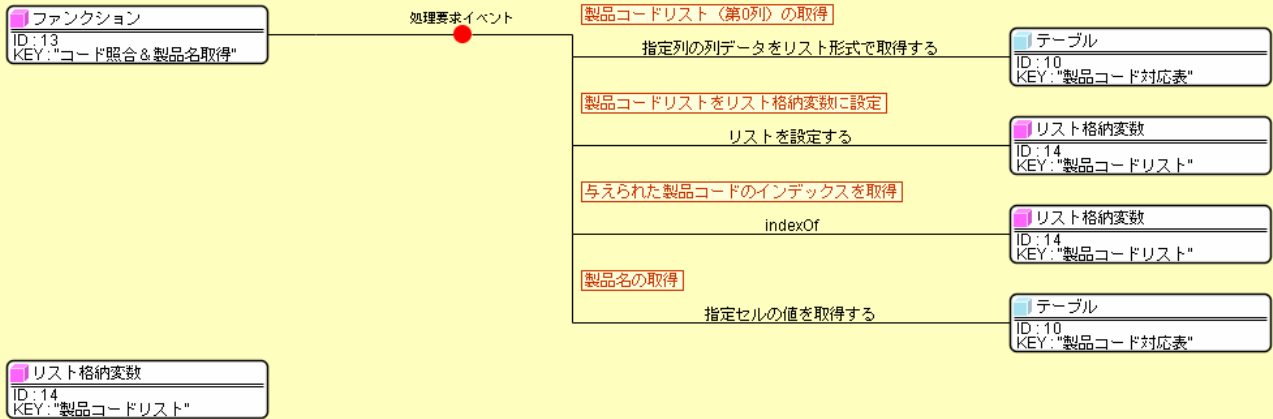 ファンクション
ID : 13
KEY : "コード照合＆製品名取得"
処理要求イベント
製品コードリスト（第0列）の取得
指定列の列データをリスト形式で取得する
テーブル
ID : 10
KEY : "製品コード対応表"
製品コードリストをリスト格納変数に設定
リストを設定する
リスト格納変数
ID : 14
KEY : "製品コードリスト"
与えられた製品コードのインデックスを取得
indexOf
リスト格納変数
ID : 14
KEY : "製品コードリスト"
製品名の取得
指定セルの値を取得する
テーブル
ID : 10
KEY : "製品コード対応表"
リスト格納変数
ID : 14
KEY : "製品コードリスト"